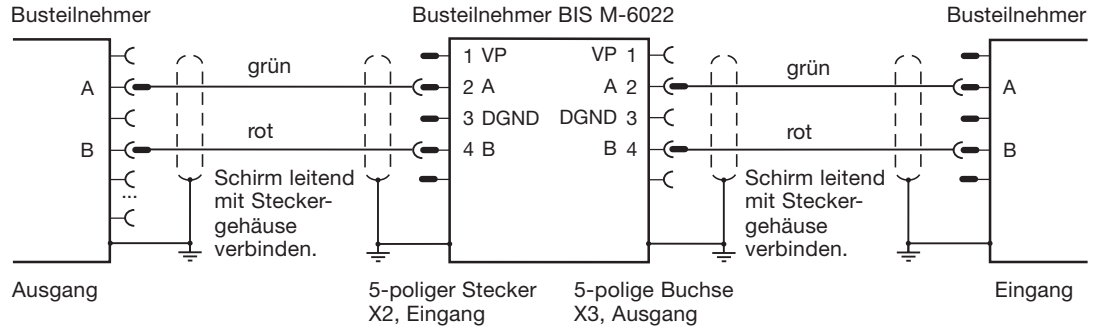 Busteilnehmer
Busteilnehmer BIS M-6022
Busteilnehmer
1 VP
VP 1
A
grün
2 A
A 2
grün
A
3 DGND
DGND 3
B
rot
4 B
B 4
rot
B
...
Schirm leitend
mit Stecker-
gehäuse
verbinden.
Schirm leitend
mit Stecker-
gehäuse
verbinden.
Ausgang
5-poliger Stecker
X2, Eingang
5-polige Buchse
X3, Ausgang
Eingang